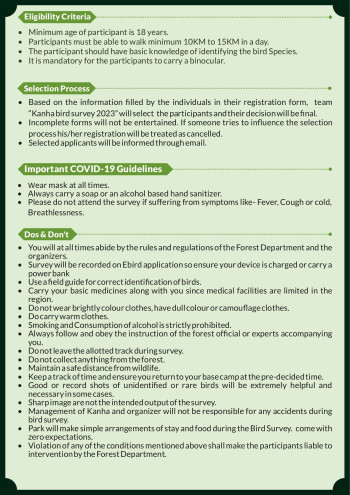 Eligibility Criteria
• Minimum age of participant is 18 years.
• Participants must be able to walk minimum 10KM to 15KM in a day.
• The participant should have basic knowledge of identifying the bird Species.
• It is mandatory for the participants to carry a binocular.
Selection Process
• Based on the information filled by the individuals in their registration form, team
"Kanha bird survey 2023" will select the participants and their decision will be final.
• Incomplete forms will not be entertained. If someone tries to influence the selection
process his/her registration will be treated as cancelled.
• Selected applicants will be informed through email.
Important COVID-19 Guidelines
• Wear mask at all times.
• Always carry a soap or an alcohol based hand sanitizer.
• Please do not attend the survey if suffering from symptoms like- Fever, Cough or cold,
Breathlessness.
Dos & Don't
• You will at all times abide by the rules and regulations of the Forest Department and the
organizers.
• Survey will be recorded on Ebird application so ensure your device is charged or carry a
power bank
• Use a field guide for correct identification of birds.
• Carry your basic medicines along with you since medical facilities are limited in the
region.
• Do not wear brightly colour clothes, have dull colour or camouflage clothes.
• Do carry warm clothes.
• Smoking and Consumption of alcohol is strictly prohibited.
• Always follow and obey the instruction of the forest official or experts accompanying
you.
• Do not leave the allotted track during survey.
• Do not collect anything from the forest.
• Maintain a safe distance from wildlife.
• Keep a track of time and ensure you return to your base camp at the pre-decided time.
• Good or record shots of unidentified or rare birds will be extremely helpful and
necessary in some cases.
• Sharp image are not the intended output of the survey.
• Management of Kanha and organizer will not be responsible for any accidents during
bird survey.
• Park will make simple arrangements of stay and food during the Bird Survey. come with
zero expectations.
• Violation of any of the conditions mentioned above shall make the participants liable to
intervention by the Forest Department.